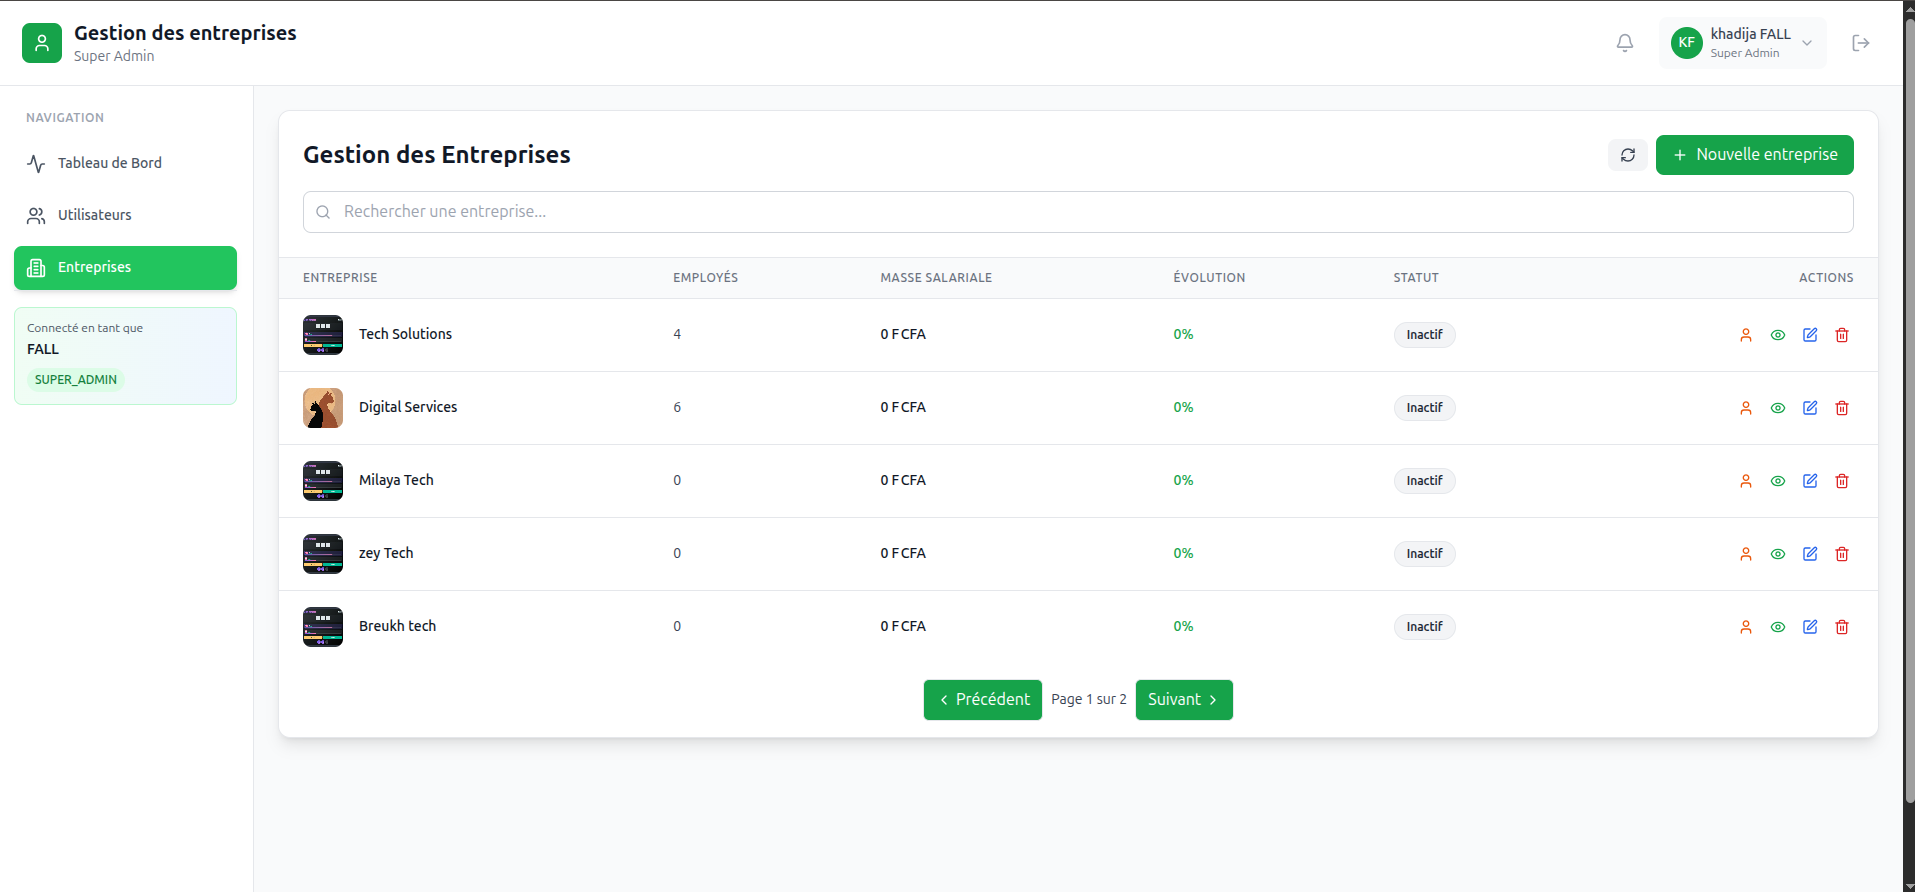 Gestion des entreprises
Super Admin
KF
khadija FALL
Super Admin
NAVIGATION
Tableau de Bord
Utilisateurs
Entreprises
Connecté en tant que
FALL
SUPER_ADMIN
Gestion des Entreprises
Nouvelle entreprise
Rechercher une entreprise...
ENTREPRISE EMPLOYÉS MASSE SALARIALE ÉVOLUTION STATUT ACTIONS
Tech Solutions 4 0 F CFA 0% Inactif
Digital Services 6 0 F CFA 0% Inactif
Milaya Tech 0 0 F CFA 0% Inactif
zey Tech 0 0 F CFA 0% Inactif
Breukh tech 0 0 F CFA 0% Inactif
Précédent Page 1 sur 2 Suivant